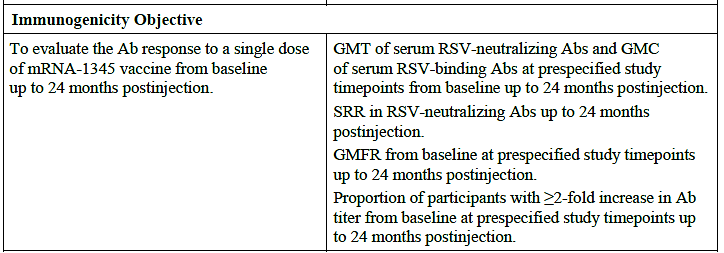 Immunogenicity Objective
To evaluate the Ab response to a single dose
of mRNA-1345 vaccine from baseline
up to 24 months postinjection.
GMT of serum RSV-neutralizing Abs and GMC
of serum RSV-binding Abs at prespecified study
timepoints from baseline up to 24 months postinjection.
SRR in RSV-neutralizing Abs up to 24 months
postinjection.
GMFR from baseline at prespecified study timepoints
up to 24 months postinjection.
Proportion of participants with ≥2-fold increase in Ab
titer from baseline at prespecified study timepoints up
to 24 months postinjection.